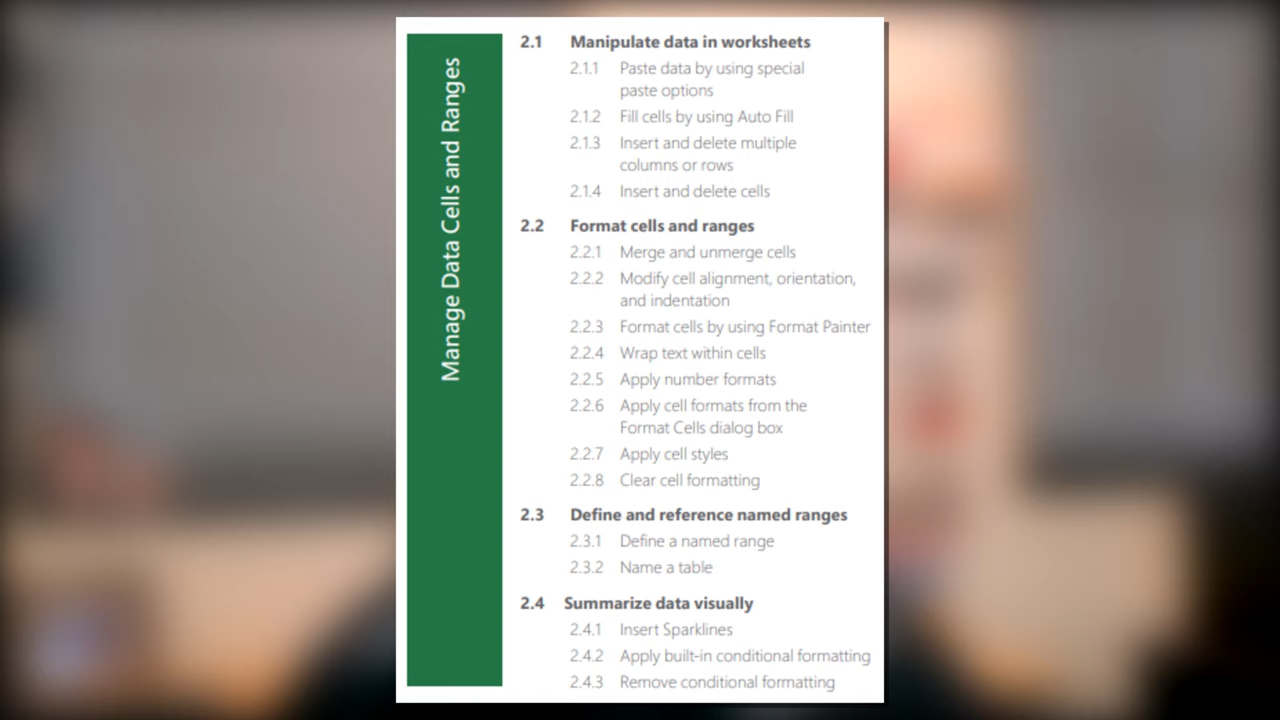 Manage Data Cells and Ranges
2.1 Manipulate data in worksheets
2.1.1 Paste data by using special
paste options
2.1.2 Fill cells by using Auto Fill
2.1.3 Insert and delete multiple
columns or rows
2.1.4 Insert and delete cells
2.2 Format cells and ranges
2.2.1 Merge and unmerge cells
2.2.2 Modify cell alignment, orientation,
and indentation
2.2.3 Format cells by using Format Painter
2.2.4 Wrap text within cells
2.2.5 Apply number formats
2.2.6 Apply cell formats from the
Format Cells dialog box
2.2.7 Apply cell styles
2.2.8 Clear cell formatting
2.3 Define and reference named ranges
2.3.1 Define a named range
2.3.2 Name a table
2.4 Summarize data visually
2.4.1 Insert Sparklines
2.4.2 Apply built-in conditional formatting
2.4.3 Remove conditional formatting